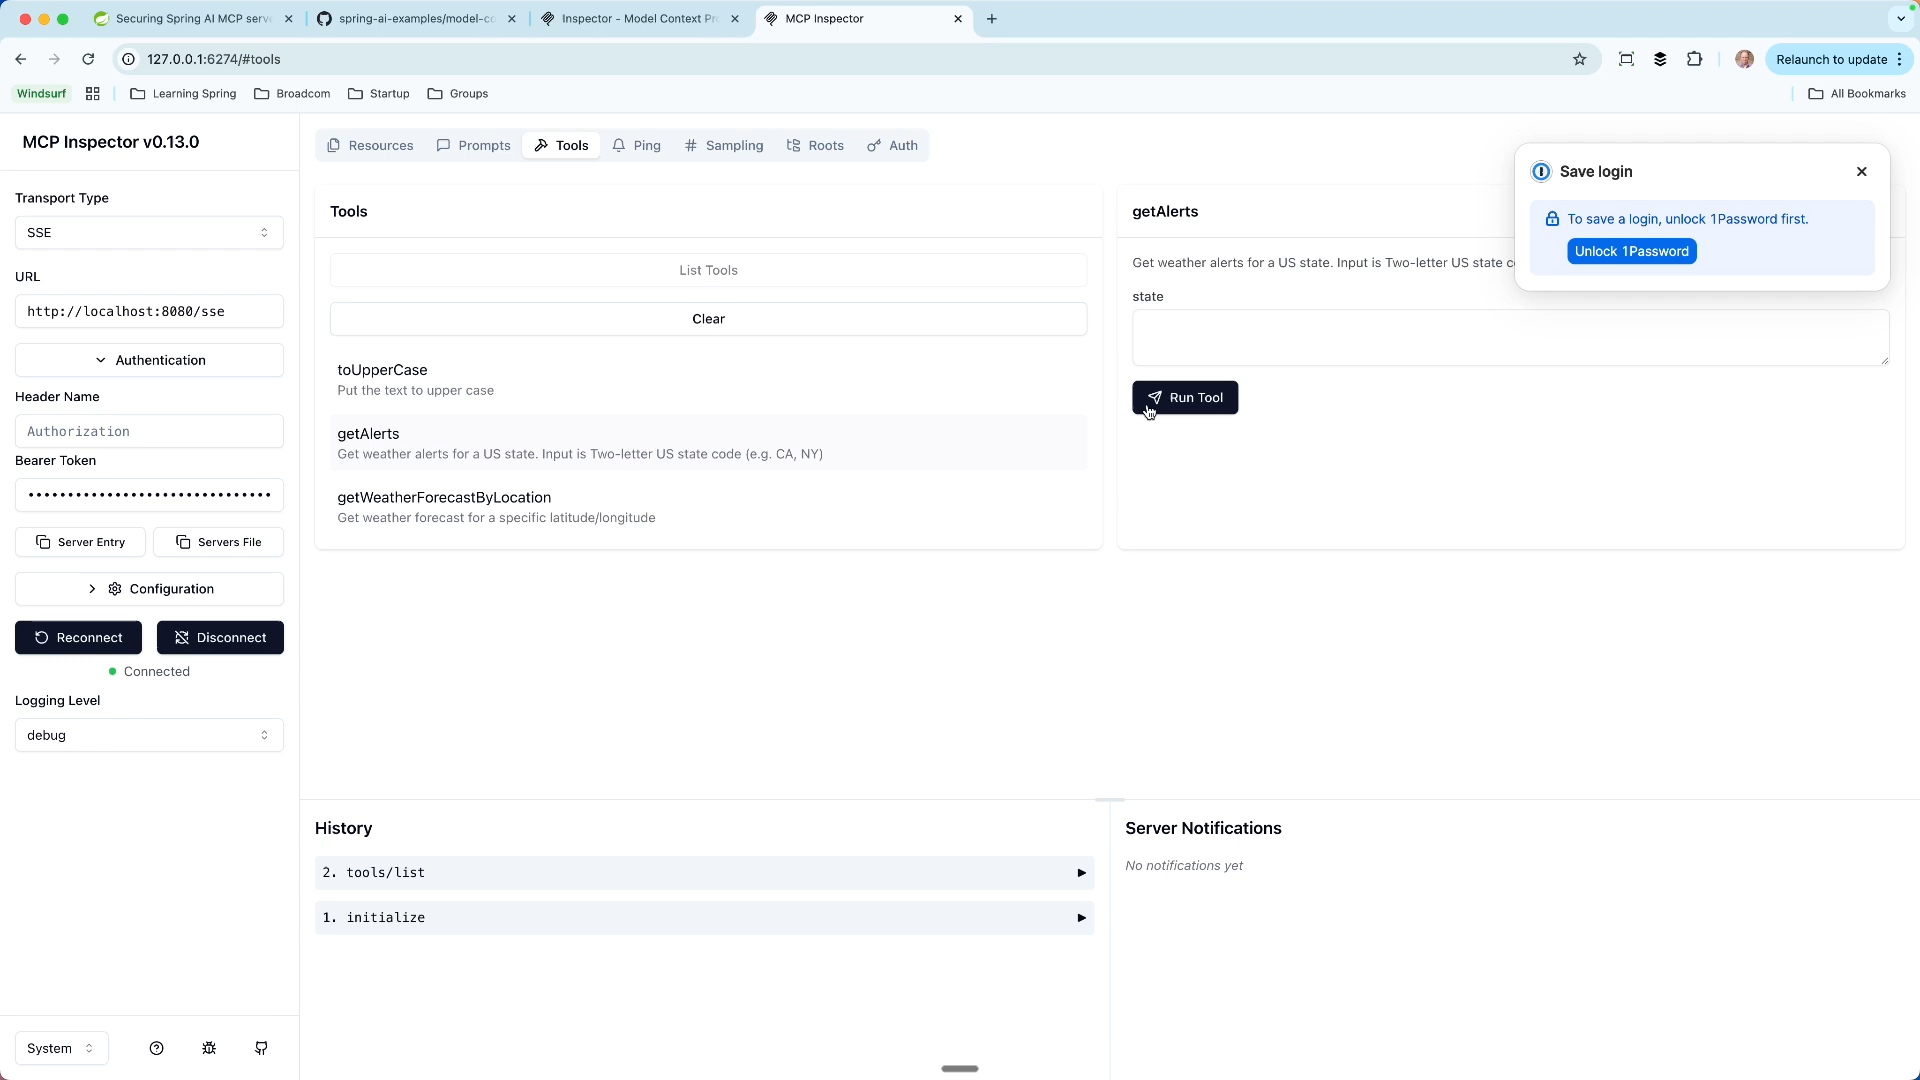 Securing Spring AI MCP serve
spring-ai-examples/model-co
Inspector - Model Context Pr
MCP Inspector
127.0.0.1:6274/#tools
Relaunch to update
Windsurf
Learning Spring
Broadcom
Startup
Groups
All Bookmarks
MCP Inspector v0.13.0
Transport Type
SSE
URL
http://localhost:8080/sse
Authentication
Header Name
Authorization
Bearer Token
••••••••••••••••••••••••••••••
Server Entry
Servers File
Configuration
Reconnect
Disconnect
Connected
Logging Level
debug
System
Resources
Prompts
Tools
Ping
Sampling
Roots
Auth
Tools
List Tools
Clear
toUpperCase
Put the text to upper case
getAlerts
Get weather alerts for a US state. Input is Two-letter US state code (e.g. CA, NY)
getWeatherForecastByLocation
Get weather forecast for a specific latitude/longitude
getAlerts
Get weather alerts for a US state. Input is Two-letter US state c
state
Run Tool
Save login
To save a login, unlock 1Password first.
Unlock 1Password
History
2. tools/list
1. initialize
Server Notifications
No notifications yet